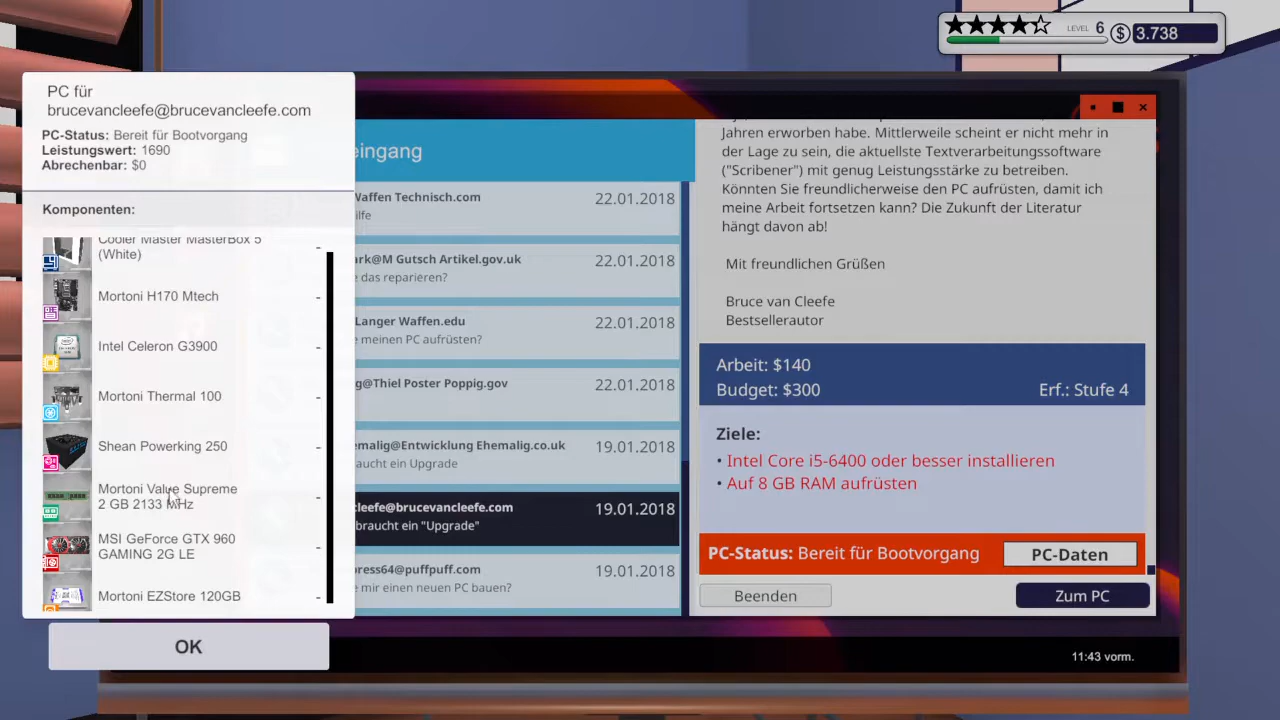 LEVEL 6 $ 3.738
PC für
brucevancleefe@brucevancleefe.com
PC-Status: Bereit für Bootvorgang
Leistungswert: 1690
Abrechenbar: $0
Komponenten:
Cooler Master MasterBox 5
(White) -
Mortoni H170 Mtech -
Intel Celeron G3900 -
Mortoni Thermal 100 -
Shean Powerking 250 -
Mortoni Value Supreme
2 GB 2133 MHz -
MSI GeForce GTX 960
GAMING 2G LE -
Mortoni EZStore 120GB -
OK
eingang
Waffen Technisch.com 22.01.2018
ilfe
ark@M Gutsch Artikel.gov.uk 22.01.2018
e das reparieren?
Langer Waffen.edu 22.01.2018
e meinen PC aufrüsten?
g@Thiel Poster Poppig.gov 22.01.2018
emalig@Entwicklung Ehemalig.co.uk 19.01.2018
aucht ein Upgrade
cleefe@brucevancleefe.com 19.01.2018
braucht ein "Upgrade"
press64@puffpuff.com 19.01.2018
e mir einen neuen PC bauen?
Jahren erworben habe. Mittlerweile scheint er nicht mehr in
der Lage zu sein, die aktuellste Textverarbeitungssoftware
("Scribener") mit genug Leistungsstärke zu betreiben.
Könnten Sie freundlicherweise den PC aufrüsten, damit ich
meine Arbeit fortsetzen kann? Die Zukunft der Literatur
hängt davon ab!
Mit freundlichen Grüßen
Bruce van Cleefe
Bestsellerautor
Arbeit: $140
Budget: $300 Erf.: Stufe 4
Ziele:
• Intel Core i5-6400 oder besser installieren
• Auf 8 GB RAM aufrüsten
PC-Status: Bereit für Bootvorgang PC-Daten
Beenden Zum PC
11:43 vorm.